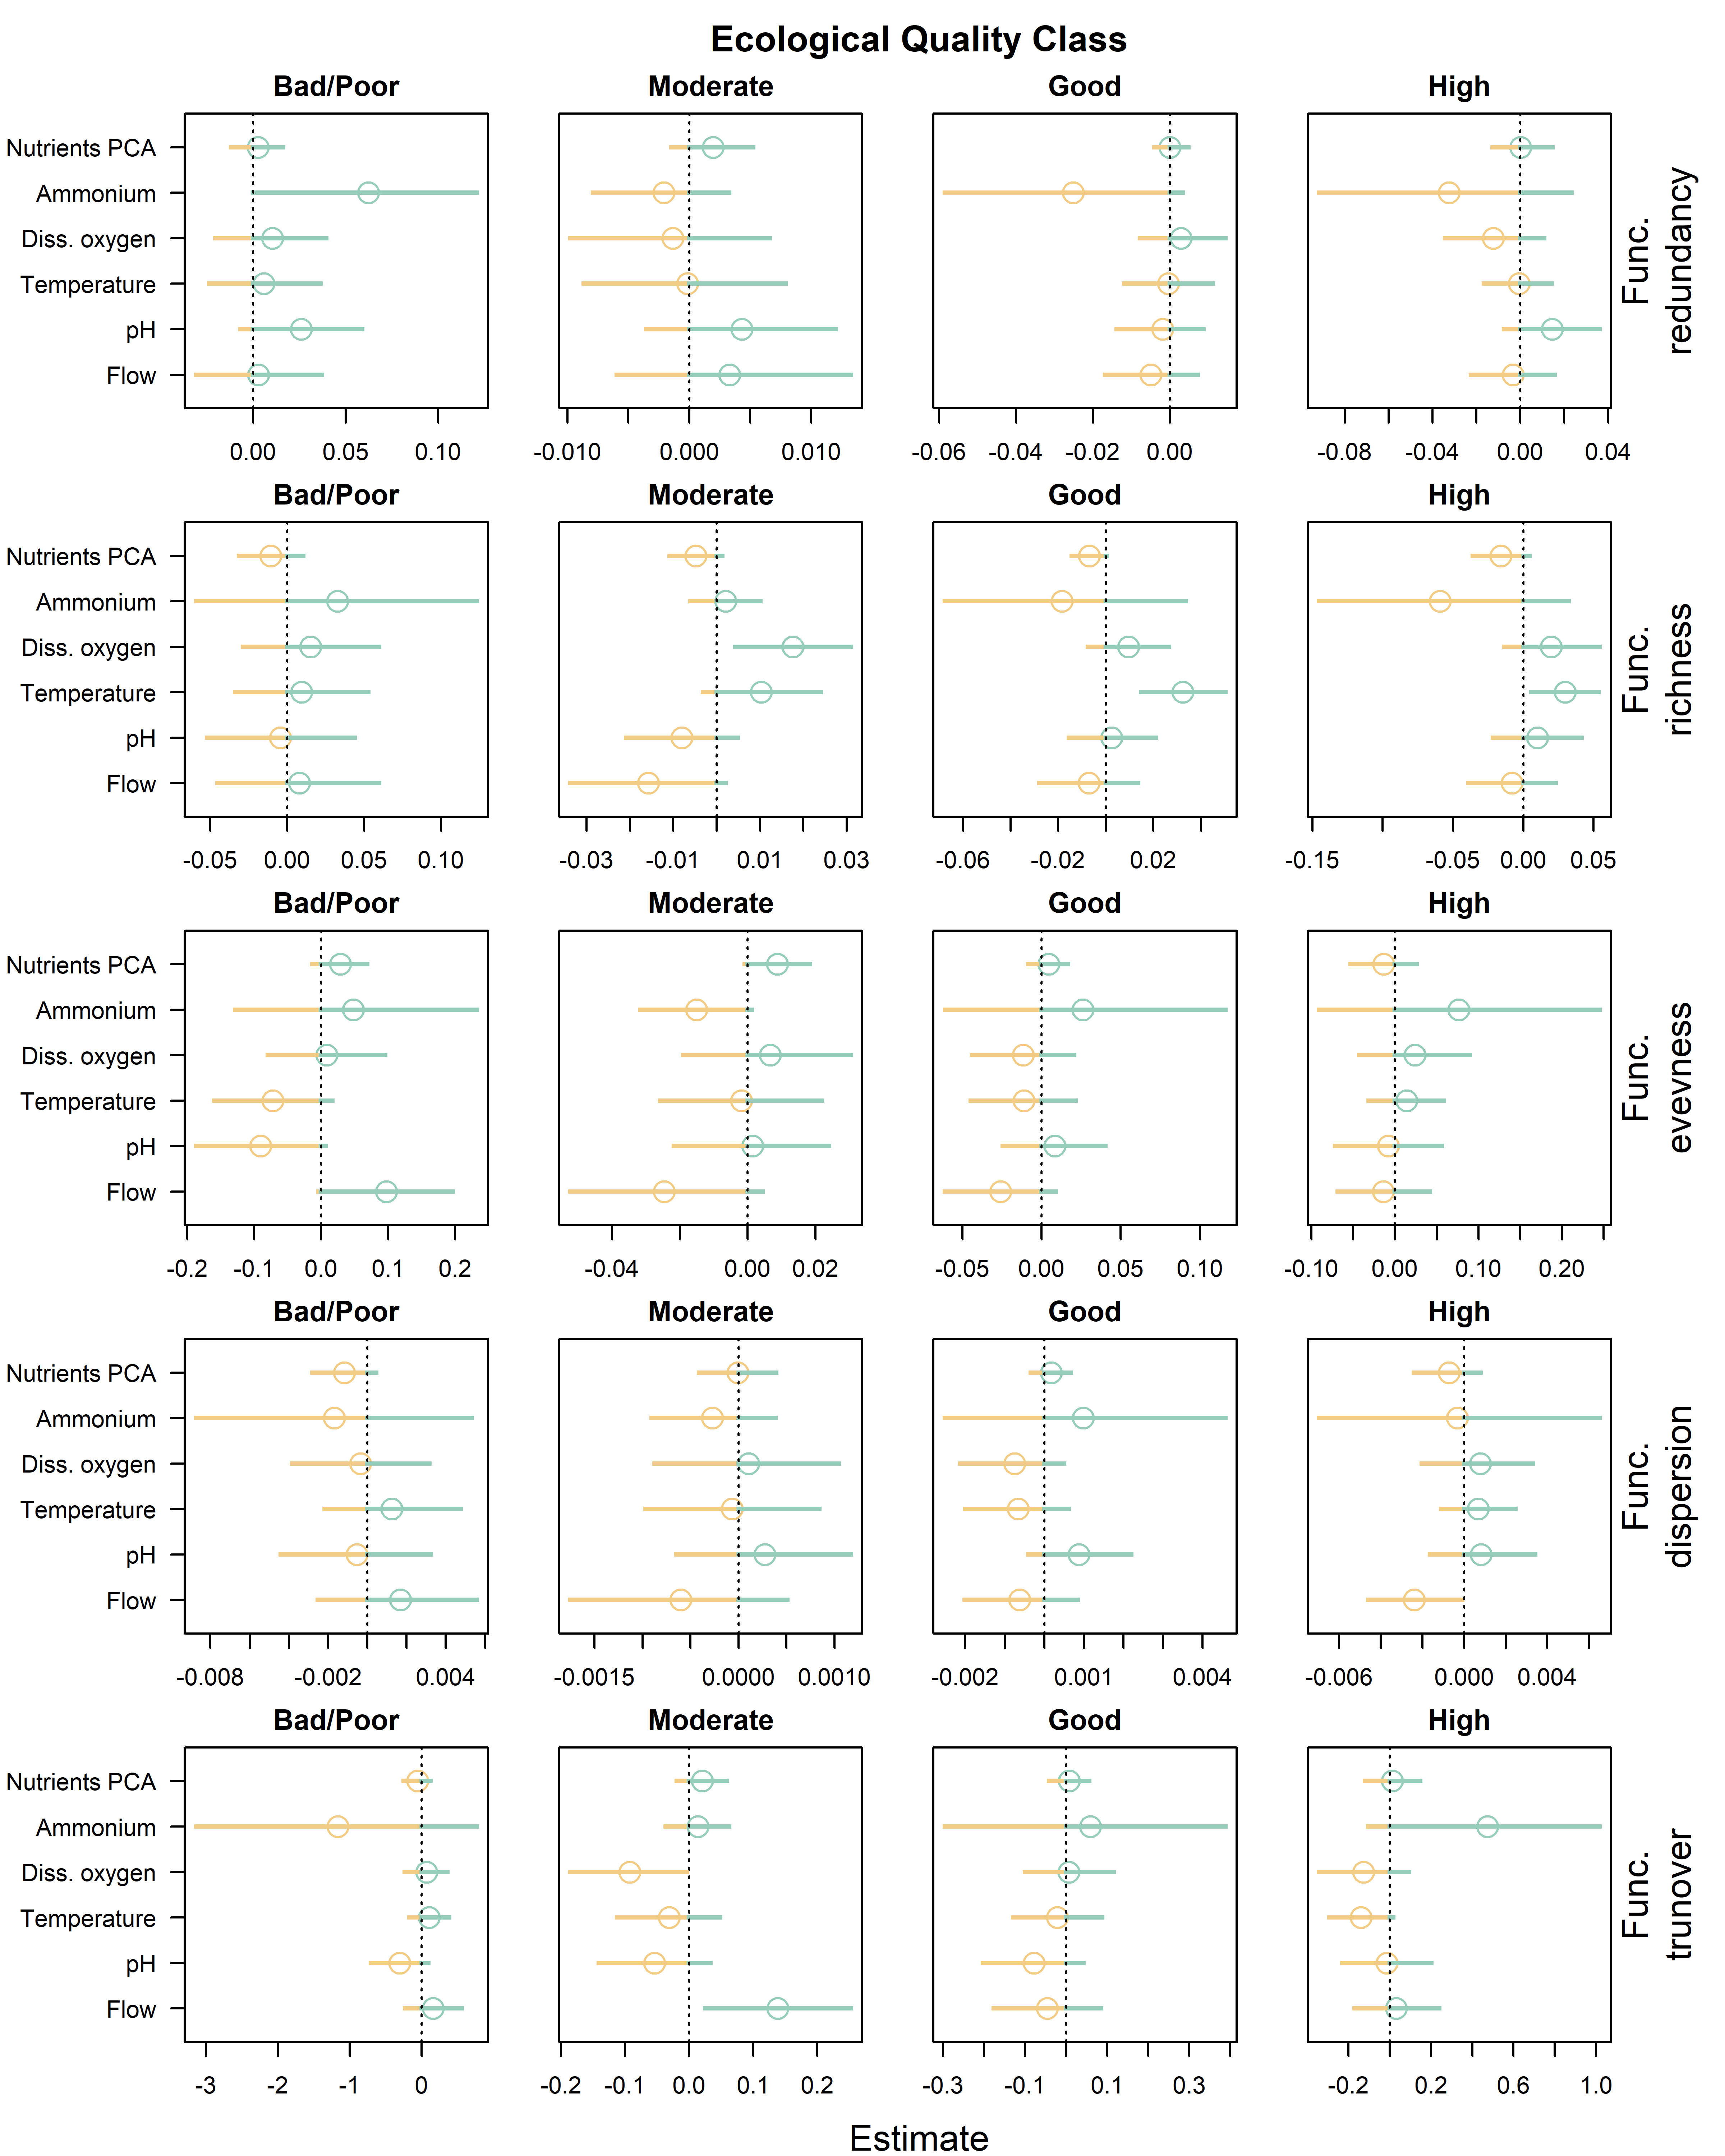 Ecological Quality Class
Bad/Poor Moderate Good High
Nutrients PCA
Ammonium
Diss. oxygen
Temperature
pH
Flow
Func.
redundancy
0.00 0.05 0.10 -0.010 0.000 0.010 -0.06 -0.04 -0.02 0.00 -0.08 -0.04 0.00 0.04
Bad/Poor Moderate Good High
Nutrients PCA
Ammonium
Diss. oxygen
Temperature
pH
Flow
Func.
richness
-0.05 0.00 0.05 0.10 -0.03 -0.01 0.01 0.03 -0.06 -0.02 0.02 -0.15 -0.05 0.00 0.05
Bad/Poor Moderate Good High
Nutrients PCA
Ammonium
Diss. oxygen
Temperature
pH
Flow
Func.
evevness
-0.2 -0.1 0.0 0.1 0.2 -0.04 0.00 0.02 -0.05 0.00 0.05 0.10 -0.10 0.00 0.10 0.20
Bad/Poor Moderate Good High
Nutrients PCA
Ammonium
Diss. oxygen
Temperature
pH
Flow
Func.
dispersion
-0.008 -0.002 0.004 -0.0015 0.0000 0.0010 -0.002 0.001 0.004 -0.006 0.000 0.004
Bad/Poor Moderate Good High
Nutrients PCA
Ammonium
Diss. oxygen
Temperature
pH
Flow
Func.
trunover
-3 -2 -1 0 -0.2 -0.1 0.0 0.1 0.2 -0.3 -0.1 0.1 0.3 -0.2 0.2 0.6 1.0
Estimate